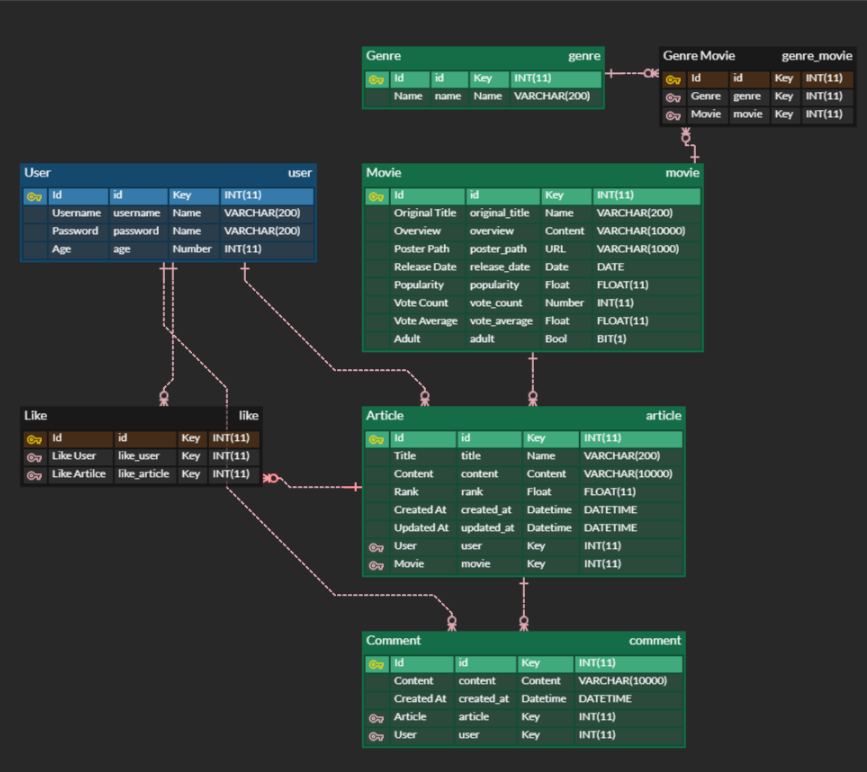 Genre genre
Id id Key INT(11)
Name name Name VARCHAR(200)
Genre Movie genre_movie
Id id Key INT(11)
Genre genre Key INT(11)
Movie movie Key INT(11)
User user
Id id Key INT(11)
Username username Name VARCHAR(200)
Password password Name VARCHAR(200)
Age age Number INT(11)
Movie movie
Id id Key INT(11)
Original Title original_title Name VARCHAR(200)
Overview overview Content VARCHAR(10000)
Poster Path poster_path URL VARCHAR(1000)
Release Date release_date Date DATE
Popularity popularity Float FLOAT(11)
Vote Count vote_count Number INT(11)
Vote Average vote_average Float FLOAT(11)
Adult adult Bool BIT(1)
Like like
Id id Key INT(11)
Like User like_user Key INT(11)
Like Artilce like_article Key INT(11)
Article article
Id id Key INT(11)
Title title Name VARCHAR(200)
Content content Content VARCHAR(10000)
Rank rank Float FLOAT(11)
Created At created_at Datetime DATETIME
Updated At updated_at Datetime DATETIME
User user Key INT(11)
Movie movie Key INT(11)
Comment comment
Id id Key INT(11)
Content content Content VARCHAR(10000)
Created At created_at Datetime DATETIME
Article article Key INT(11)
User user Key INT(11)